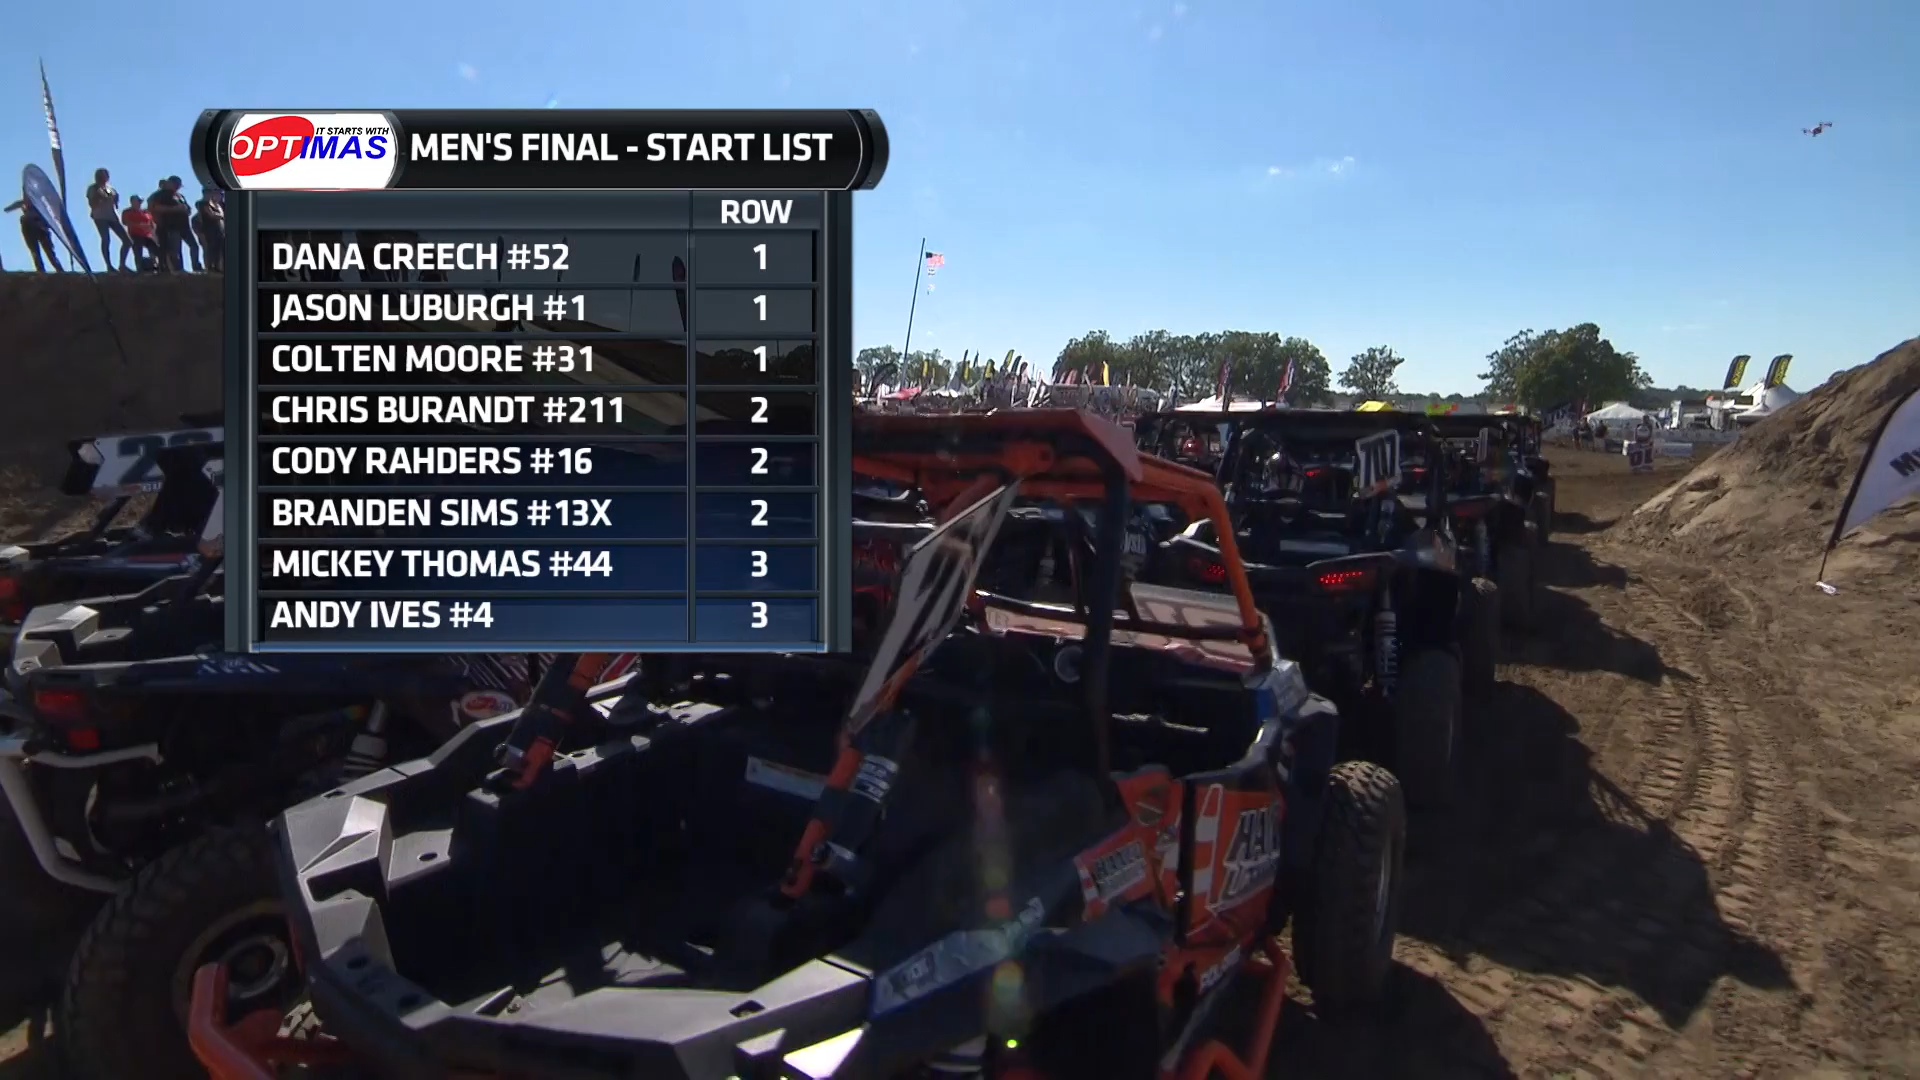 IT STARTS WITH
OPTIMAS
MEN'S FINAL - START LIST
ROW
DANA CREECH #52 1
JASON LUBURGH #1 1
COLTEN MOORE #31 1
CHRIS BURANDT #211 2
CODY RAHDERS #16 2
BRANDEN SIMS #13X 2
MICKEY THOMAS #44 3
ANDY IVES #4 3